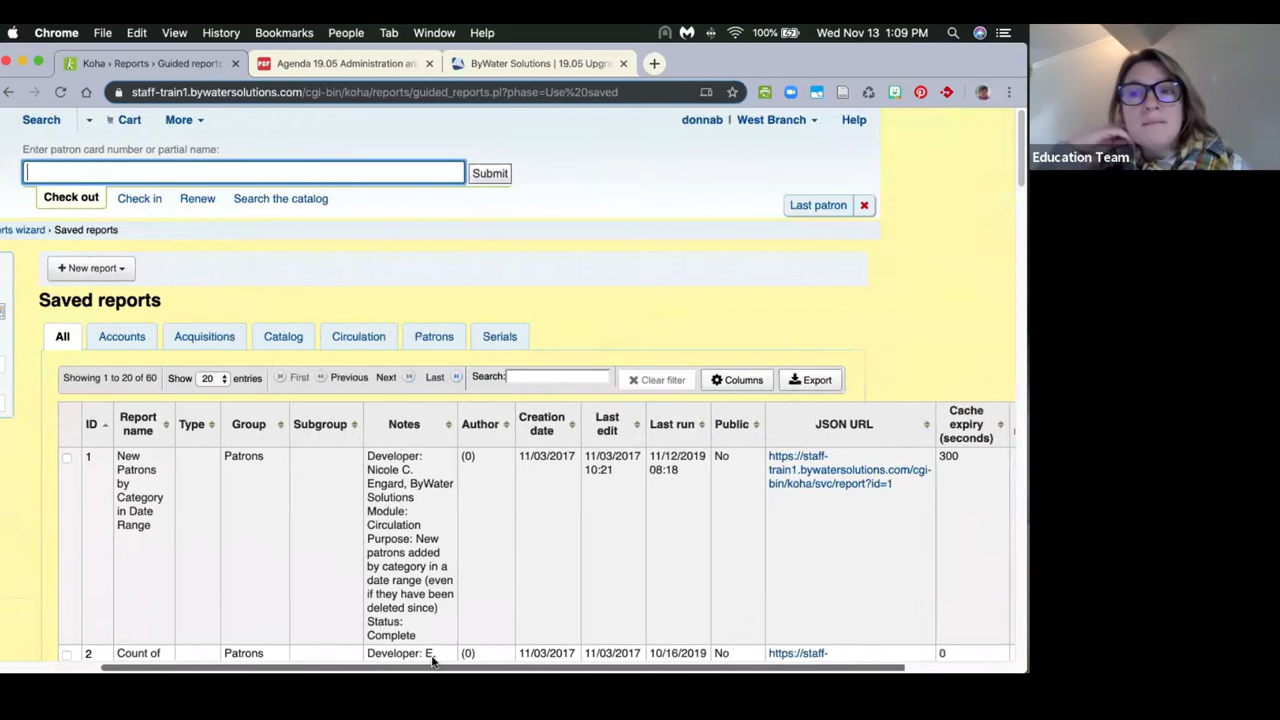 Chrome File Edit View History Bookmarks People Tab Window Help 100% Wed Nov 13 1:09 PM
Koha › Reports › Guided reports × Agenda 19.05 Administration an × ByWater Solutions | 19.05 Upgr × +
staff-train1.bywatersolutions.com/cgi-bin/koha/reports/guided_reports.pl?phase=Use%20saved
Search Cart More donnab | West Branch Help
Enter patron card number or partial name:
Submit
Check out Check in Renew Search the catalog
Last patron ×
Education Team
rts wizard › Saved reports
+ New report
Saved reports
All Accounts Acquisitions Catalog Circulation Patrons Serials
Showing 1 to 20 of 60 Show 20 entries First Previous Next Last Search: × Clear filter Columns Export
ID Report name Type Group Subgroup Notes Author Creation date Last edit Last run Public JSON URL Cache expiry (seconds)
1 New Patrons by Category in Date Range
Patrons
Developer:
Nicole C.
Engard, ByWater
Solutions
Module:
Circulation
Purpose: New
patrons added
by category in a
date range (even
if they have been
deleted since)
Status:
Complete
(0) 11/03/2017 11/03/2017 10:21 11/12/2019 08:18 No
https://staff-
train1.bywatersolutions.com/cgi-
bin/koha/svc/report?id=1
300
2 Count of Patrons Developer: E. (0) 11/03/2017 11/03/2017 10/16/2019 No https://staff- 0